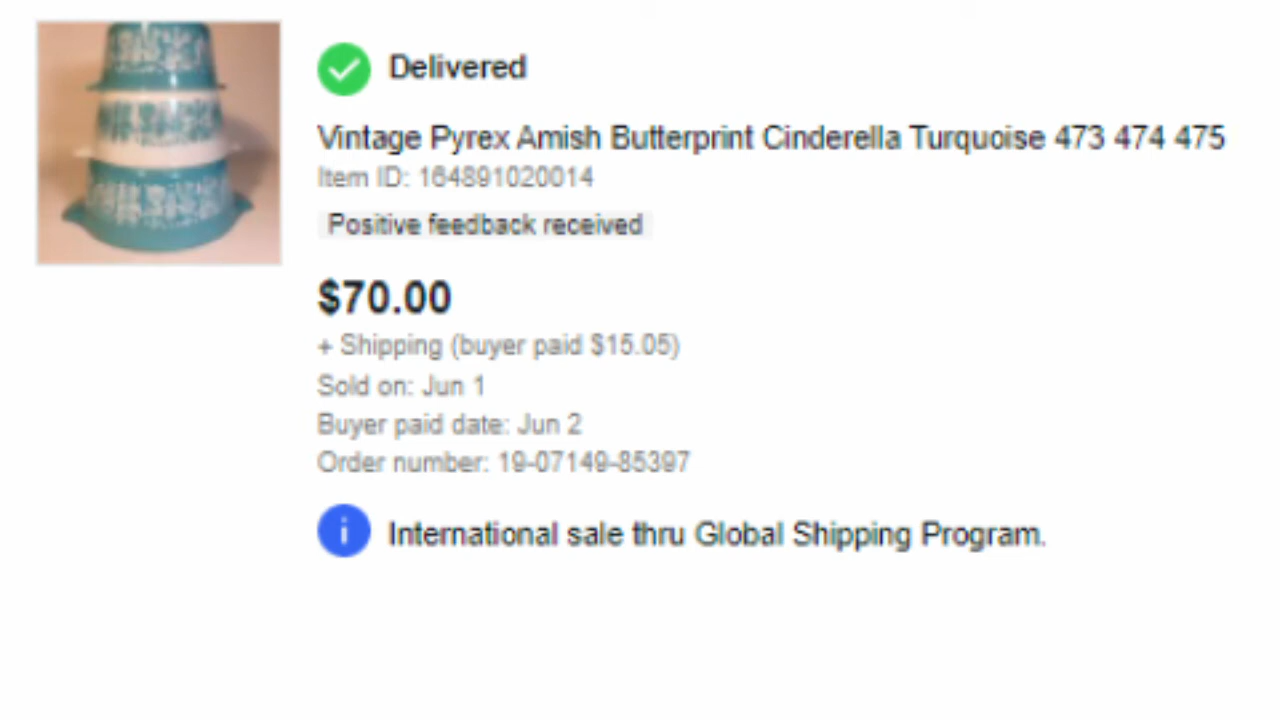 Delivered
Vintage Pyrex Amish Butterprint Cinderella Turquoise 473 474 475
Item ID: 164891020014
Positive feedback received
$70.00
+ Shipping (buyer paid $15.05)
Sold on: Jun 1
Buyer paid date: Jun 2
Order number: 19-07149-85397
International sale thru Global Shipping Program.